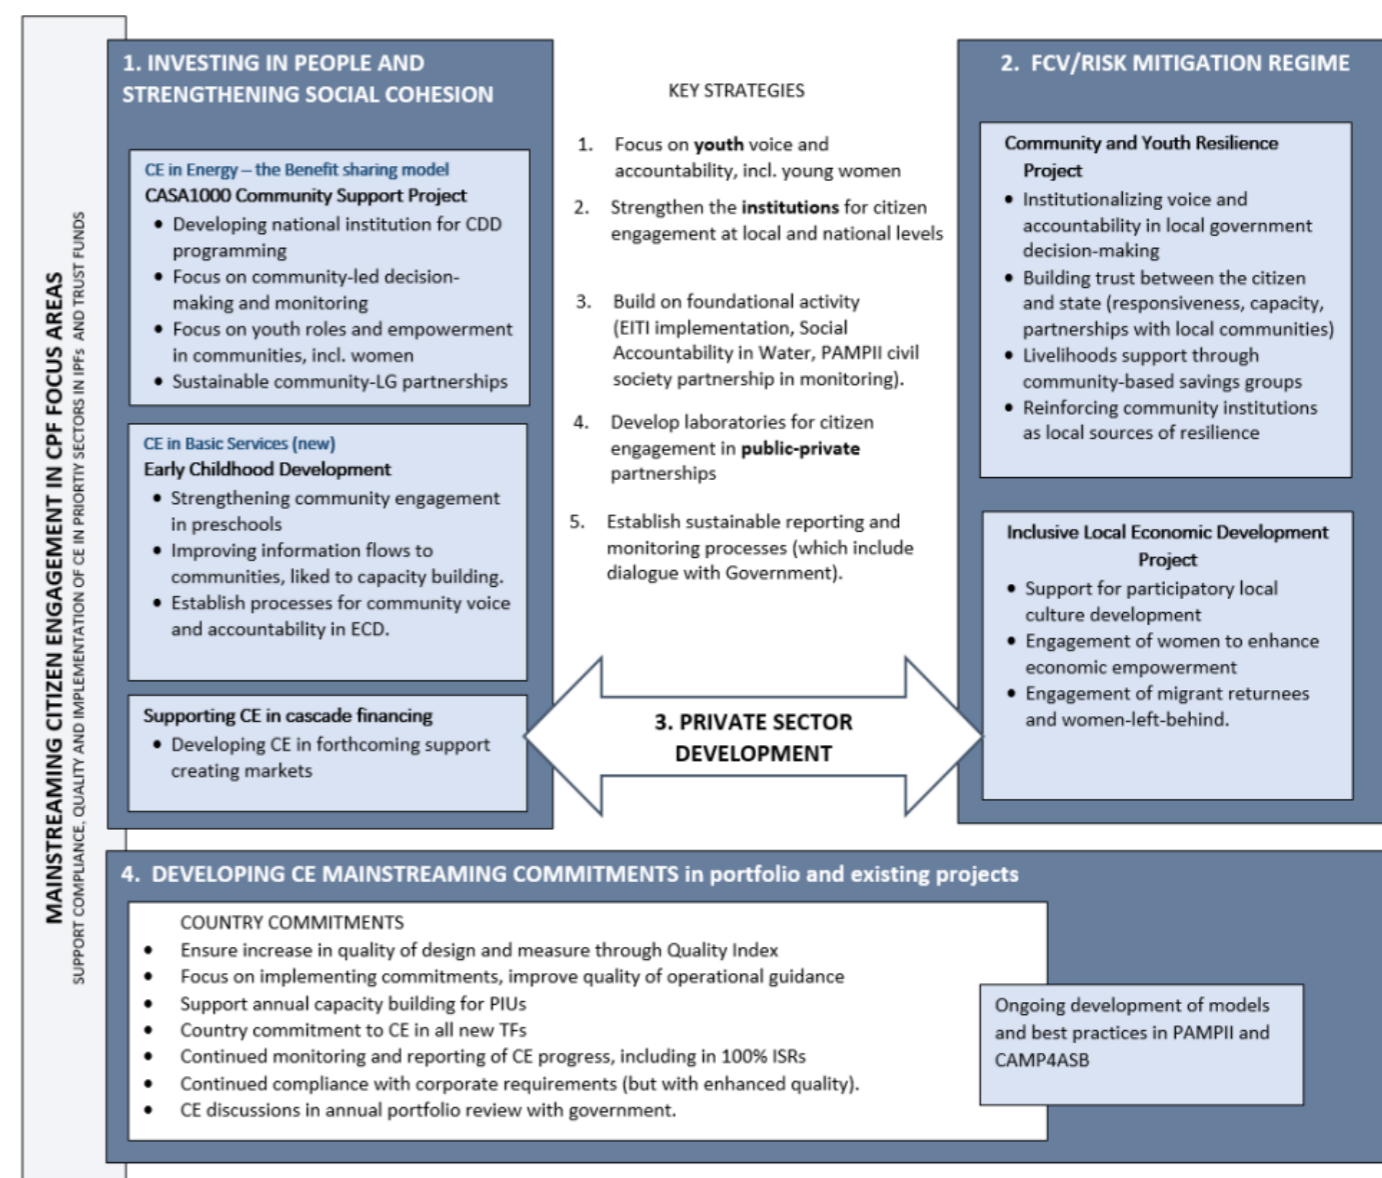 MAINSTREAMING CITIZEN ENGAGEMENT IN CPF FOCUS AREAS
SUPPORT COMPLIANCE, QUALITY AND IMPLEMENTATION OF CE IN PRIORTIY SECTORS IN IPFs AND TRUST FUNDS
1. INVESTING IN PEOPLE AND
STRENGTHENING SOCIAL COHESION
CE in Energy – the Benefit sharing model
CASA1000 Community Support Project
• Developing national institution for CDD
programming
• Focus on community-led decision-
making and monitoring
• Focus on youth roles and empowerment
in communities, incl. women
• Sustainable community-LG partnerships
CE in Basic Services (new)
Early Childhood Development
• Strengthening community engagement
in preschools
• Improving information flows to
communities, liked to capacity building.
• Establish processes for community voice
and accountability in ECD.
Supporting CE in cascade financing
• Developing CE in forthcoming support
creating markets
KEY STRATEGIES
1. Focus on youth voice and
accountability, incl. young women
2. Strengthen the institutions for citizen
engagement at local and national levels
3. Build on foundational activity
(EITI implementation, Social
Accountability in Water, PAMPII civil
society partnership in monitoring).
4. Develop laboratories for citizen
engagement in public-private
partnerships
5. Establish sustainable reporting and
monitoring processes (which include
dialogue with Government).
3. PRIVATE SECTOR
DEVELOPMENT
2. FCV/RISK MITIGATION REGIME
Community and Youth Resilience
Project
• Institutionalizing voice and
accountability in local government
decision-making
• Building trust between the citizen
and state (responsiveness, capacity,
partnerships with local communities)
• Livelihoods support through
community-based savings groups
• Reinforcing community institutions
as local sources of resilience
Inclusive Local Economic Development
Project
• Support for participatory local
culture development
• Engagement of women to enhance
economic empowerment
• Engagement of migrant returnees
and women-left-behind.
4. DEVELOPING CE MAINSTREAMING COMMITMENTS in portfolio and existing projects
COUNTRY COMMITMENTS
• Ensure increase in quality of design and measure through Quality Index
• Focus on implementing commitments, improve quality of operational guidance
• Support annual capacity building for PIUs
• Country commitment to CE in all new TFs
• Continued monitoring and reporting of CE progress, including in 100% ISRs
• Continued compliance with corporate requirements (but with enhanced quality).
• CE discussions in annual portfolio review with government.
Ongoing development of models
and best practices in PAMPII and
CAMP4ASB